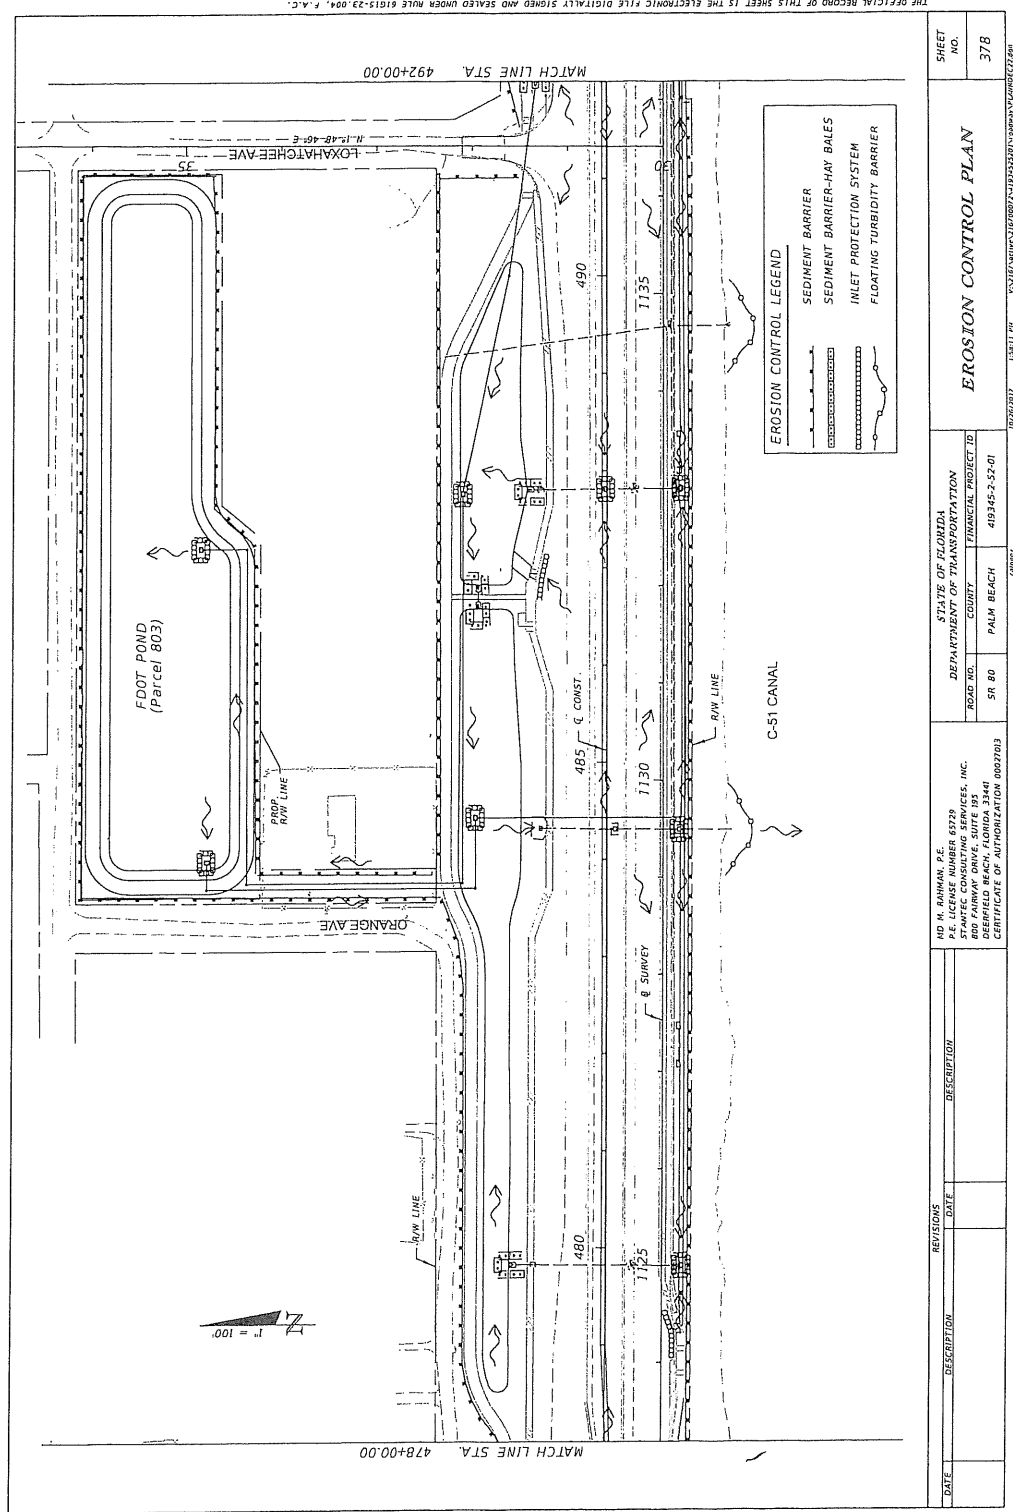 THE OFFICIAL RECORD OF THIS SHEET IS THE ELECTRONIC FILE DIGITALLY SIGNED AND SEALED UNDER RULE 61G15-23.004, F.A.C.
MATCH LINE STA. 492+00.00
LOXAHATCHEE AVE
N 1° 48' 46" E
35
30
FDOT POND
(Parcel 803)
PROP.
R/W LINE
ORANGE AVE
R/W LINE
1" = 100'
N
490
485
480
1135
1130
1125
℄ CONST.
℄ SURVEY
R/W LINE
C-51 CANAL
MATCH LINE STA. 478+00.00
EROSION CONTROL LEGEND
SEDIMENT BARRIER
SEDIMENT BARRIER-HAY BALES
INLET PROTECTION SYSTEM
FLOATING TURBIDITY BARRIER
REVISIONS
DATE
DESCRIPTION
DATE
DESCRIPTION
MD M. RAHMAN, P.E.
P.E. LICENSE NUMBER 65729
STANTEC CONSULTING SERVICES, INC.
800 FAIRWAY DRIVE, SUITE 195
DEERFIELD BEACH, FLORIDA 33441
CERTIFICATE OF AUTHORIZATION 00027013
STATE OF FLORIDA
DEPARTMENT OF TRANSPORTATION
ROAD NO.
COUNTY
FINANCIAL PROJECT ID
SR 80
PALM BEACH
419345-2-52-01
EROSION CONTROL PLAN
SHEET
NO.
378